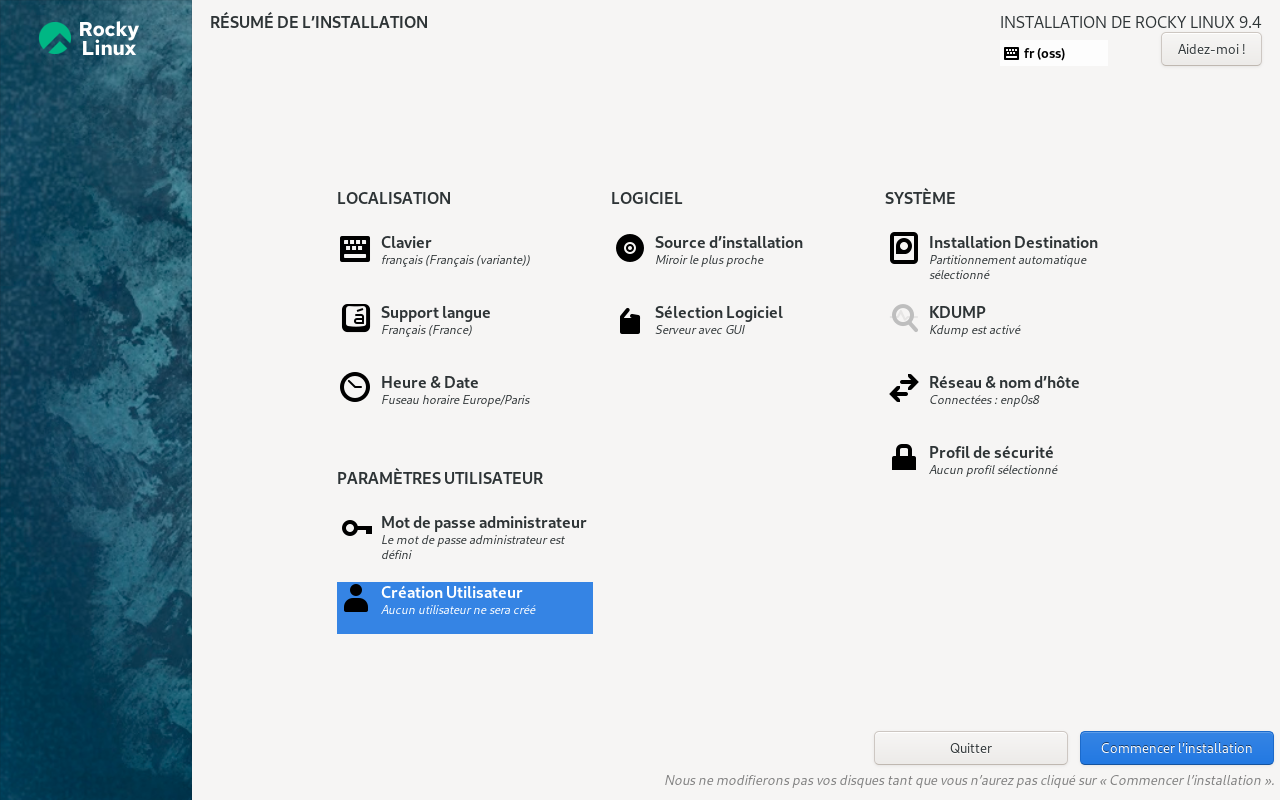 Rocky
Linux
RÉSUMÉ DE L’INSTALLATION
INSTALLATION DE ROCKY LINUX 9.4
fr (oss)
Aidez-moi !
LOCALISATION
Clavier
français (Français (variante))
Support langue
Français (France)
Heure & Date
Fuseau horaire Europe/Paris
LOGICIEL
Source d’installation
Miroir le plus proche
Sélection Logiciel
Serveur avec GUI
SYSTÈME
Installation Destination
Partitionnement automatique
sélectionné
KDUMP
Kdump est activé
Réseau & nom d’hôte
Connectées : enp0s8
Profil de sécurité
Aucun profil sélectionné
PARAMÈTRES UTILISATEUR
Mot de passe administrateur
Le mot de passe administrateur est
défini
Création Utilisateur
Aucun utilisateur ne sera créé
Quitter
Commencer l’installation
Nous ne modifierons pas vos disques tant que vous n’aurez pas cliqué sur « Commencer l’installation ».